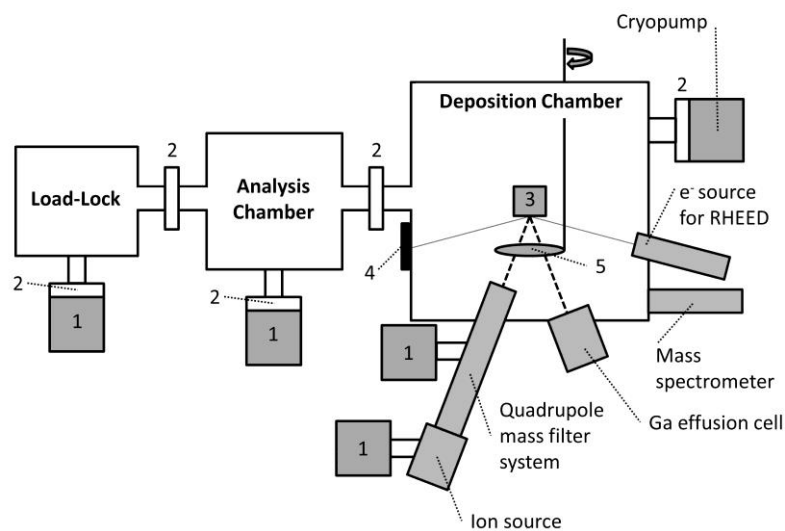 Cryopump
2
Deposition Chamber
2
2
Load-Lock
Analysis
Chamber
3
e⁻ source
for RHEED
4
5
2
1
2
1
1
Mass
spectrometer
Quadrupole
mass filter
system
Ga effusion cell
1
Ion source